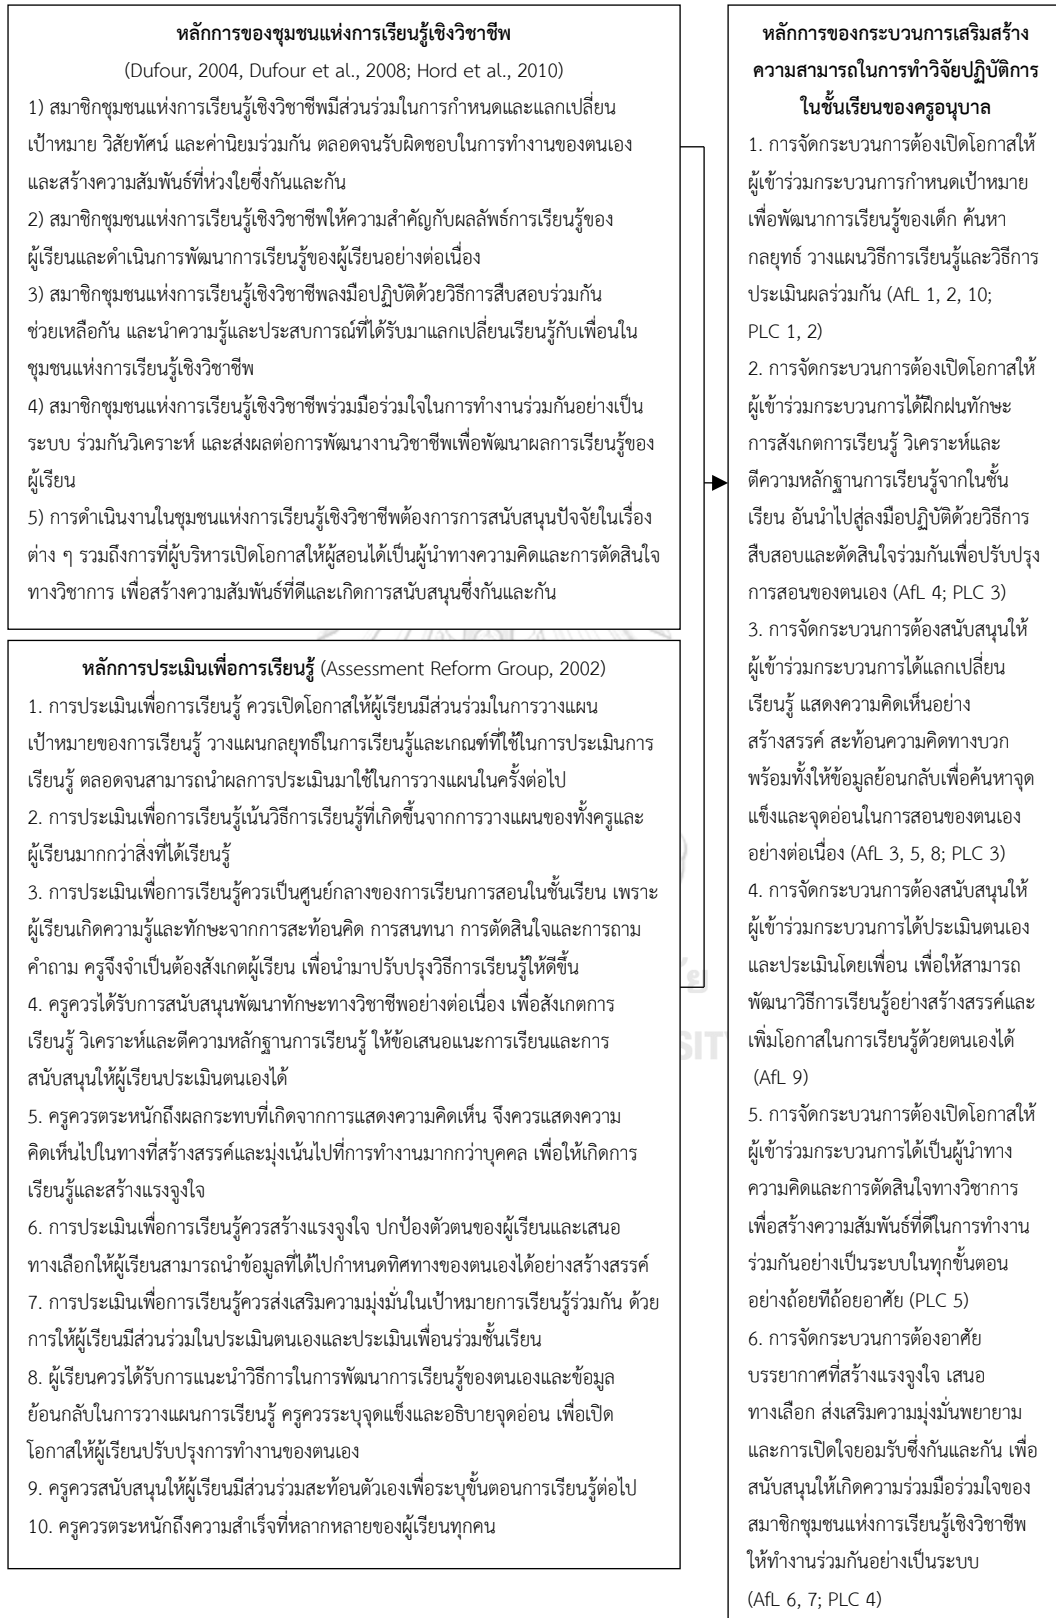 หลักการของชุมชนแห่งการเรียนรู้เชิงวิชาชีพ
(Dufour, 2004, Dufour et al., 2008; Hord et al., 2010)
1) สมาชิกชุมชนแห่งการเรียนรู้เชิงวิชาชีพมีส่วนร่วมในการกำหนดและแลกเปลี่ยน
เป้าหมาย วิสัยทัศน์ และค่านิยมร่วมกัน ตลอดจนรับผิดชอบในการทำงานของตนเอง
และสร้างความสัมพันธ์ที่ห่วงใยซึ่งกันและกัน
2) สมาชิกชุมชนแห่งการเรียนรู้เชิงวิชาชีพให้ความสำคัญกับผลลัพธ์การเรียนรู้ของ
ผู้เรียนและดำเนินการพัฒนาการเรียนรู้ของผู้เรียนอย่างต่อเนื่อง
3) สมาชิกชุมชนแห่งการเรียนรู้เชิงวิชาชีพลงมือปฏิบัติด้วยวิธีการสืบสอบร่วมกัน
ช่วยเหลือกัน และนำความรู้และประสบการณ์ที่ได้รับมาแลกเปลี่ยนเรียนรู้กับเพื่อนใน
ชุมชนแห่งการเรียนรู้เชิงวิชาชีพ
4) สมาชิกชุมชนแห่งการเรียนรู้เชิงวิชาชีพร่วมมือร่วมใจในการทำงานร่วมกันอย่างเป็น
ระบบ ร่วมกันวิเคราะห์ และส่งผลต่อการพัฒนางานวิชาชีพเพื่อพัฒนาผลการเรียนรู้ของ
ผู้เรียน
5) การดำเนินงานในชุมชนแห่งการเรียนรู้เชิงวิชาชีพต้องการการสนับสนุนปัจจัยในเรื่อง
ต่าง ๆ รวมถึงการที่ผู้บริหารเปิดโอกาสให้ผู้สอนได้เป็นผู้นำทางความคิดและการตัดสินใจ
ทางวิชาการ เพื่อสร้างความสัมพันธ์ที่ดีและเกิดการสนับสนุนซึ่งกันและกัน
หลักการประเมินเพื่อการเรียนรู้ (Assessment Reform Group, 2002)
1. การประเมินเพื่อการเรียนรู้ ควรเปิดโอกาสให้ผู้เรียนมีส่วนร่วมในการวางแผน
เป้าหมายของการเรียนรู้ วางแผนกลยุทธ์ในการเรียนรู้และเกณฑ์ที่ใช้ในการประเมินการ
เรียนรู้ ตลอดจนสามารถนำผลการประเมินมาใช้ในการวางแผนในครั้งต่อไป
2. การประเมินเพื่อการเรียนรู้เน้นวิธีการเรียนรู้ที่เกิดขึ้นจากการวางแผนของทั้งครูและ
ผู้เรียนมากกว่าสิ่งที่ได้เรียนรู้
3. การประเมินเพื่อการเรียนรู้ควรเป็นศูนย์กลางของการเรียนการสอนในชั้นเรียน เพราะ
ผู้เรียนเกิดความรู้และทักษะจากการสะท้อนคิด การสนทนา การตัดสินใจและการถาม
คำถาม ครูจึงจำเป็นต้องสังเกตผู้เรียน เพื่อนำมาปรับปรุงวิธีการเรียนรู้ให้ดีขึ้น
4. ครูควรได้รับการสนับสนุนพัฒนาทักษะทางวิชาชีพอย่างต่อเนื่อง เพื่อสังเกตการ
เรียนรู้ วิเคราะห์และตีความหลักฐานการเรียนรู้ ให้ข้อเสนอแนะการเรียนและการ
สนับสนุนให้ผู้เรียนประเมินตนเองได้
5. ครูควรตระหนักถึงผลกระทบที่เกิดจากการแสดงความคิดเห็น จึงควรแสดงความ
คิดเห็นไปในทางที่สร้างสรรค์และมุ่งเน้นไปที่การทำงานมากกว่าบุคคล เพื่อให้เกิดการ
เรียนรู้และสร้างแรงจูงใจ
6. การประเมินเพื่อการเรียนรู้ควรสร้างแรงจูงใจ ปกป้องตัวตนของผู้เรียนและเสนอ
ทางเลือกให้ผู้เรียนสามารถนำข้อมูลที่ได้ไปกำหนดทิศทางของตนเองได้อย่างสร้างสรรค์
7. การประเมินเพื่อการเรียนรู้ควรส่งเสริมความมุ่งมั่นในเป้าหมายการเรียนรู้ร่วมกัน ด้วย
การให้ผู้เรียนมีส่วนร่วมในประเมินตนเองและประเมินเพื่อนร่วมชั้นเรียน
8. ผู้เรียนควรได้รับการแนะนำวิธีการในการพัฒนาการเรียนรู้ของตนเองและข้อมูล
ย้อนกลับในการวางแผนการเรียนรู้ ครูควรระบุจุดแข็งและอธิบายจุดอ่อน เพื่อเปิด
โอกาสให้ผู้เรียนปรับปรุงการทำงานของตนเอง
9. ครูควรสนับสนุนให้ผู้เรียนมีส่วนร่วมสะท้อนตัวเองเพื่อระบุขั้นตอนการเรียนรู้ต่อไป
10. ครูควรตระหนักถึงความสำเร็จที่หลากหลายของผู้เรียนทุกคน
หลักการของกระบวนการเสริมสร้าง
ความสามารถในการทำวิจัยปฏิบัติการ
ในชั้นเรียนของครูอนุบาล
1. การจัดกระบวนการต้องเปิดโอกาสให้
ผู้เข้าร่วมกระบวนการกำหนดเป้าหมาย
เพื่อพัฒนาการเรียนรู้ของเด็ก ค้นหา
กลยุทธ์ วางแผนวิธีการเรียนรู้และวิธีการ
ประเมินผลร่วมกัน (AfL 1, 2, 10;
PLC 1, 2)
2. การจัดกระบวนการต้องเปิดโอกาสให้
ผู้เข้าร่วมกระบวนการได้ฝึกฝนทักษะ
การสังเกตการเรียนรู้ วิเคราะห์และ
ตีความหลักฐานการเรียนรู้จากในชั้น
เรียน อันนำไปสู่ลงมือปฏิบัติด้วยวิธีการ
สืบสอบและตัดสินใจร่วมกันเพื่อปรับปรุง
การสอนของตนเอง (AfL 4; PLC 3)
3. การจัดกระบวนการต้องสนับสนุนให้
ผู้เข้าร่วมกระบวนการได้แลกเปลี่ยน
เรียนรู้ แสดงความคิดเห็นอย่าง
สร้างสรรค์ สะท้อนความคิดทางบวก
พร้อมทั้งให้ข้อมูลย้อนกลับเพื่อค้นหาจุด
แข็งและจุดอ่อนในการสอนของตนเอง
อย่างต่อเนื่อง (AfL 3, 5, 8; PLC 3)
4. การจัดกระบวนการต้องสนับสนุนให้
ผู้เข้าร่วมกระบวนการได้ประเมินตนเอง
และประเมินโดยเพื่อน เพื่อให้สามารถ
พัฒนาวิธีการเรียนรู้อย่างสร้างสรรค์และ
เพิ่มโอกาสในการเรียนรู้ด้วยตนเองได้
(AfL 9)
5. การจัดกระบวนการต้องเปิดโอกาสให้
ผู้เข้าร่วมกระบวนการได้เป็นผู้นำทาง
ความคิดและการตัดสินใจทางวิชาการ
เพื่อสร้างความสัมพันธ์ที่ดีในการทำงาน
ร่วมกันอย่างเป็นระบบในทุกขั้นตอน
อย่างถ้อยทีถ้อยอาศัย (PLC 5)
6. การจัดกระบวนการต้องอาศัย
บรรยากาศที่สร้างแรงจูงใจ เสนอ
ทางเลือก ส่งเสริมความมุ่งมั่นพยายาม
และการเปิดใจยอมรับซึ่งกันและกัน เพื่อ
สนับสนุนให้เกิดความร่วมมือร่วมใจของ
สมาชิกชุมชนแห่งการเรียนรู้เชิงวิชาชีพ
ให้ทำงานร่วมกันอย่างเป็นระบบ
(AfL 6, 7; PLC 4)